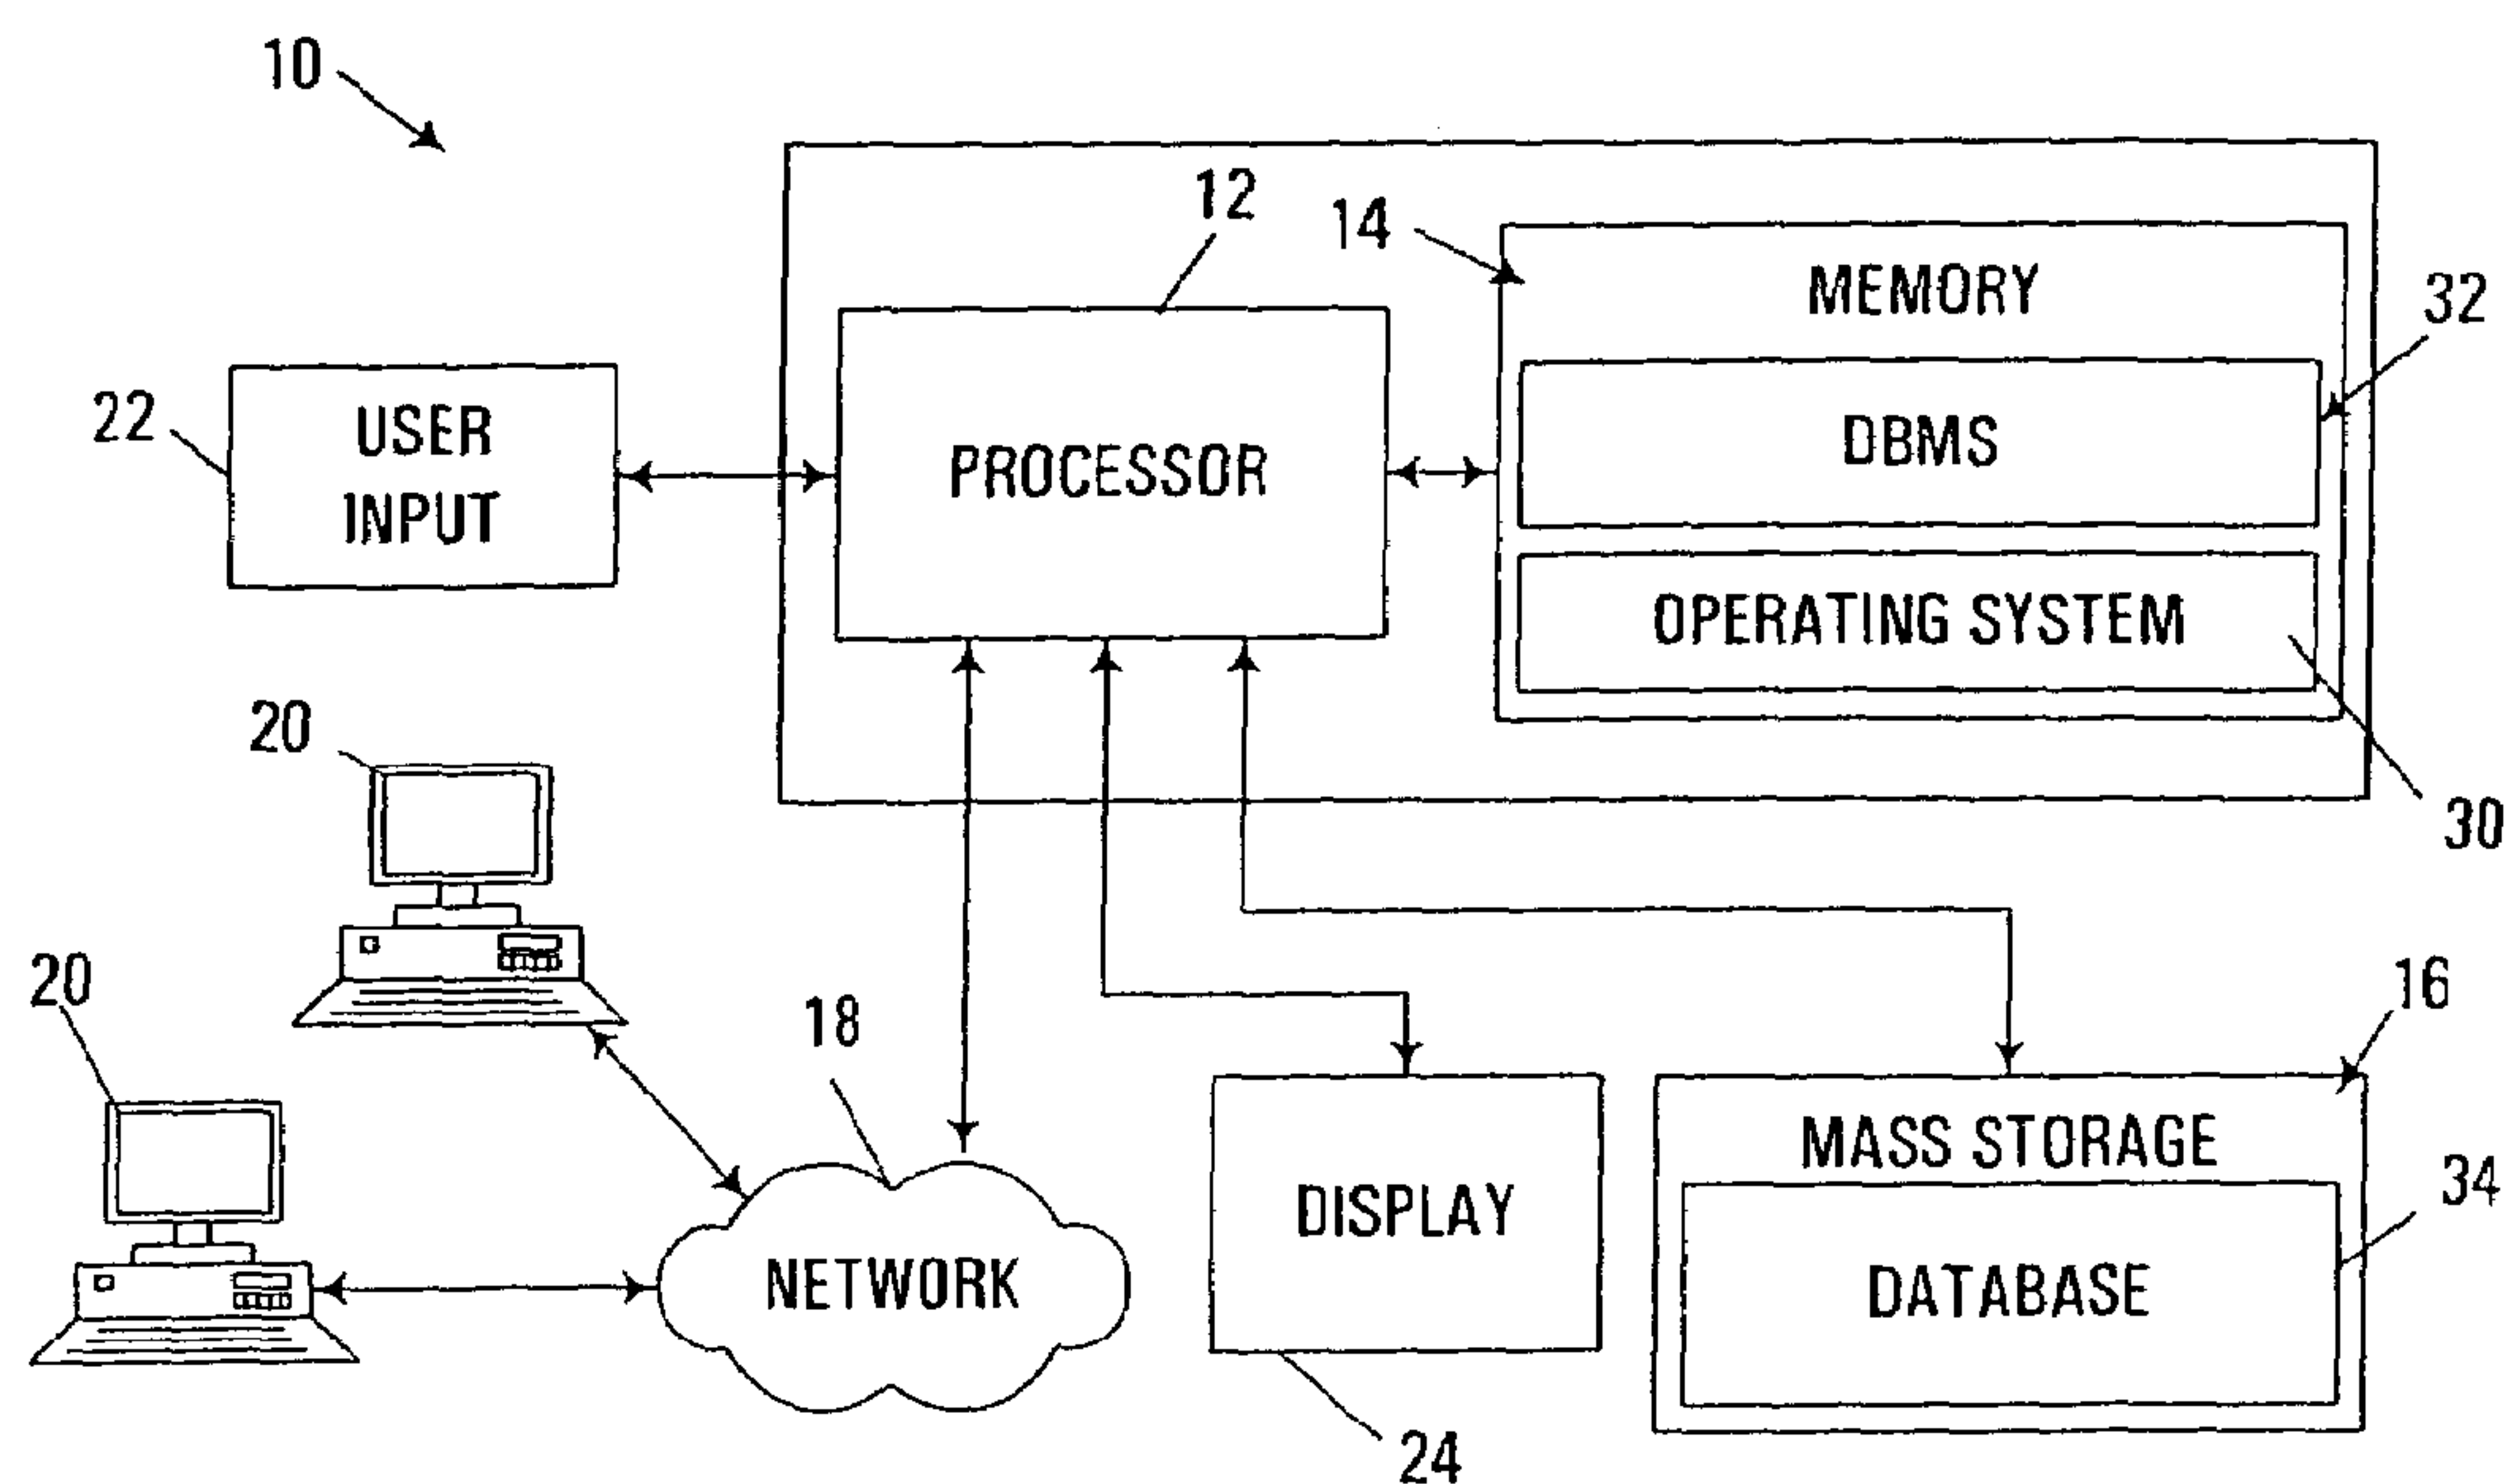 10
12
14
MEMORY
32
22
USER
INPUT
PROCESSOR
DBMS
OPERATING SYSTEM
20
30
20
18
16
MASS STORAGE
34
DISPLAY
NETWORK
DATABASE
24